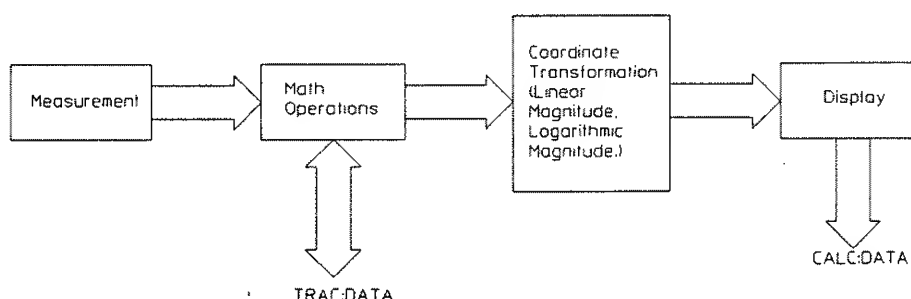 Measurement
Math
Operations
Coordinate
Transformation
(Linear
Magnitude,
Logarithmic
Magnitude.)
Display
TRAC:DATA
CALC:DATA